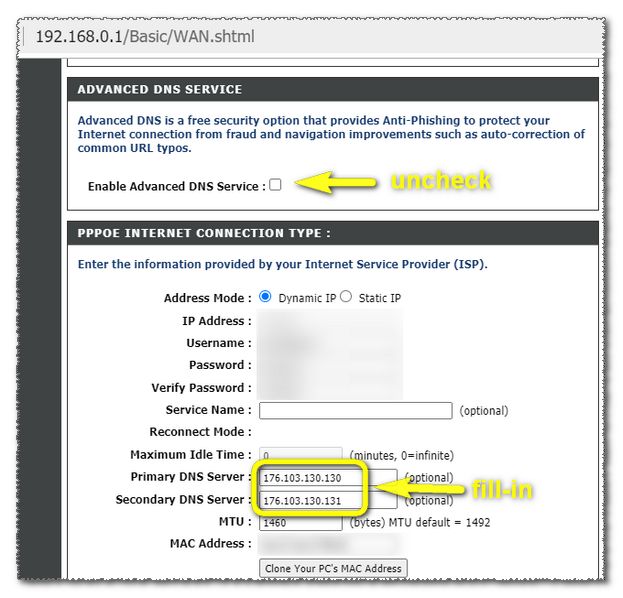 192.168.0.1/Basic/WAN.shtml
ADVANCED DNS SERVICE
Advanced DNS is a free security option that provides Anti-Phishing to protect your
Internet connection from fraud and navigation improvements such as auto-correction of
common URL typos.
Enable Advanced DNS Service : uncheck
PPPOE INTERNET CONNECTION TYPE :
Enter the information provided by your Internet Service Provider (ISP).
Address Mode : Dynamic IP Static IP
IP Address :
Username :
Password :
Verify Password :
Service Name : (optional)
Reconnect Mode :
Maximum Idle Time : 0 (minutes, 0=infinite)
Primary DNS Server : 176.103.130.130 (optional)
fill-in
Secondary DNS Server : 176.103.130.131 (optional)
MTU : 1460 (bytes) MTU default = 1492
MAC Address :
Clone Your PC's MAC Address